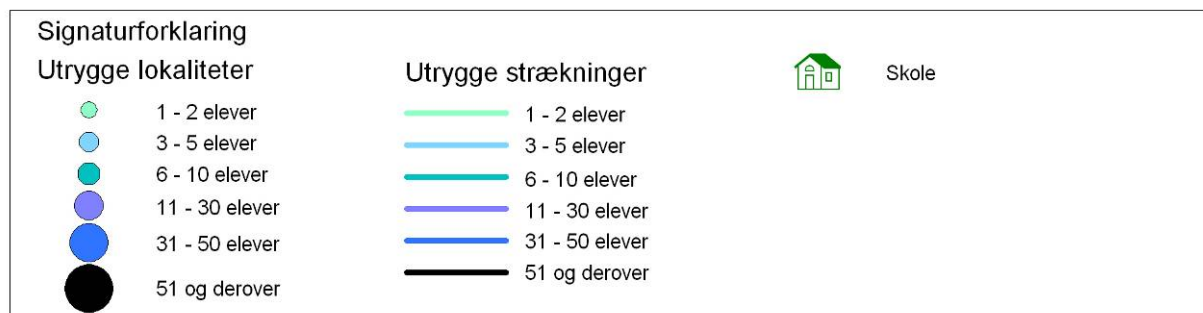 Signaturforklaring
Utrygge lokaliteter
1 - 2 elever
3 - 5 elever
6 - 10 elever
11 - 30 elever
31 - 50 elever
51 og derover
Utrygge strækninger
1 - 2 elever
3 - 5 elever
6 - 10 elever
11 - 30 elever
31 - 50 elever
51 og derover
Skole